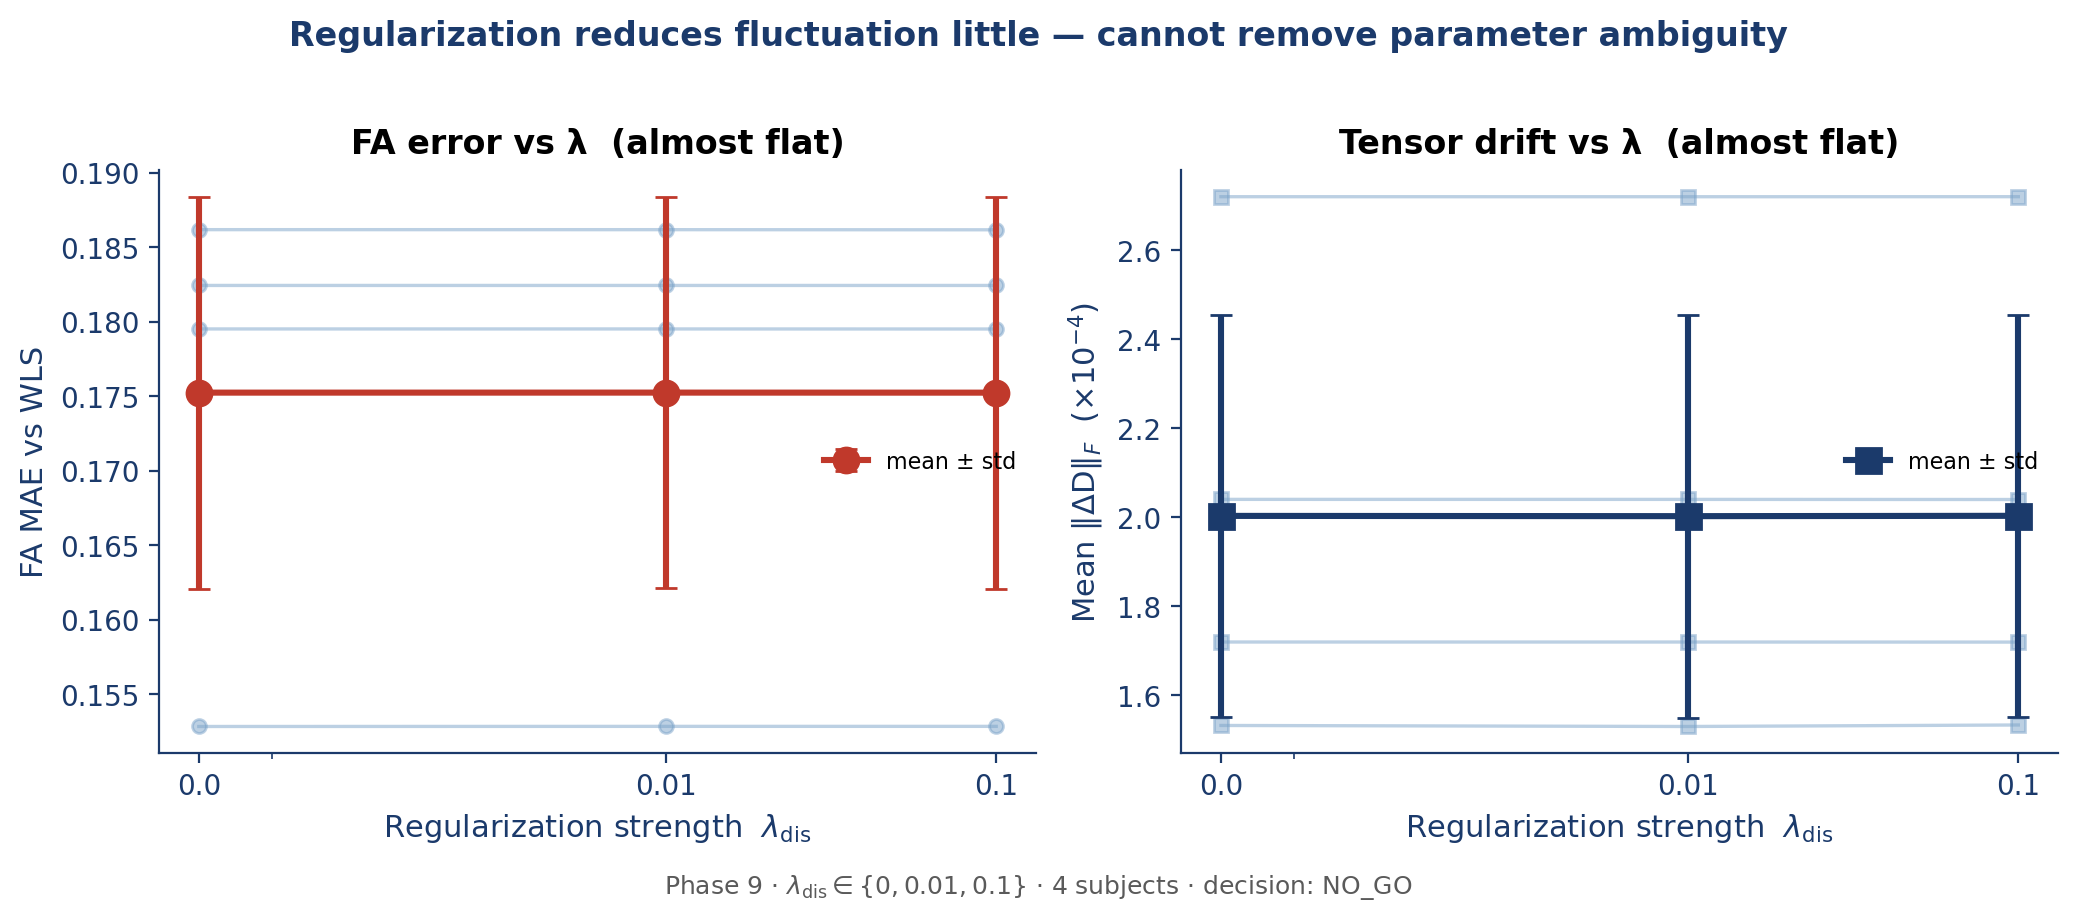 Regularization reduces fluctuation little — cannot remove parameter ambiguity
FA error vs λ (almost flat)
FA MAE vs WLS
0.190
0.185
0.180
0.175
0.170
0.165
0.160
0.155
mean ± std
0.0
0.01
0.1
Regularization strength λ_dis
Tensor drift vs λ (almost flat)
Mean ‖ΔD‖_F (×10⁻⁴)
2.6
2.4
2.2
2.0
1.8
1.6
mean ± std
0.0
0.01
0.1
Regularization strength λ_dis
Phase 9 · λ_dis ∈ {0, 0.01, 0.1} · 4 subjects · decision: NO_GO